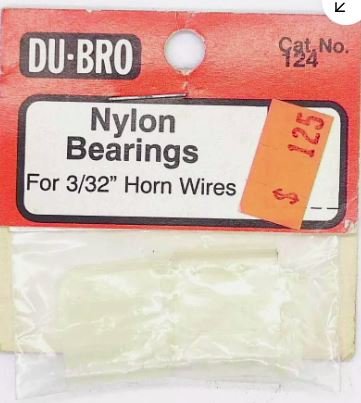 DU·BRO
Cat. No.
124
Nylon
Bearings
For 3/32" Horn Wires
$ 125